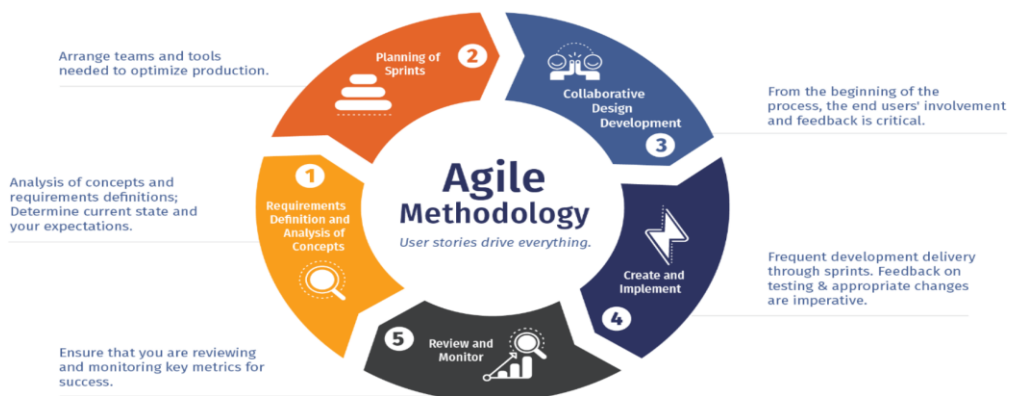 Agile
Methodology
User stories drive everything.
1
Requirements
Definition and
Analysis of
Concepts
Analysis of concepts and
requirements definitions;
Determine current state and
your expectations.
2
Planning of
Sprints
Arrange teams and tools
needed to optimize production.
Collaborative
Design
Development
3
From the beginning of the
process, the end users' involvement
and feedback is critical.
Create and
Implement
4
Frequent development delivery
through sprints. Feedback on
testing & appropriate changes
are imperative.
5
Review and
Monitor
Ensure that you are reviewing
and monitoring key metrics for
success.